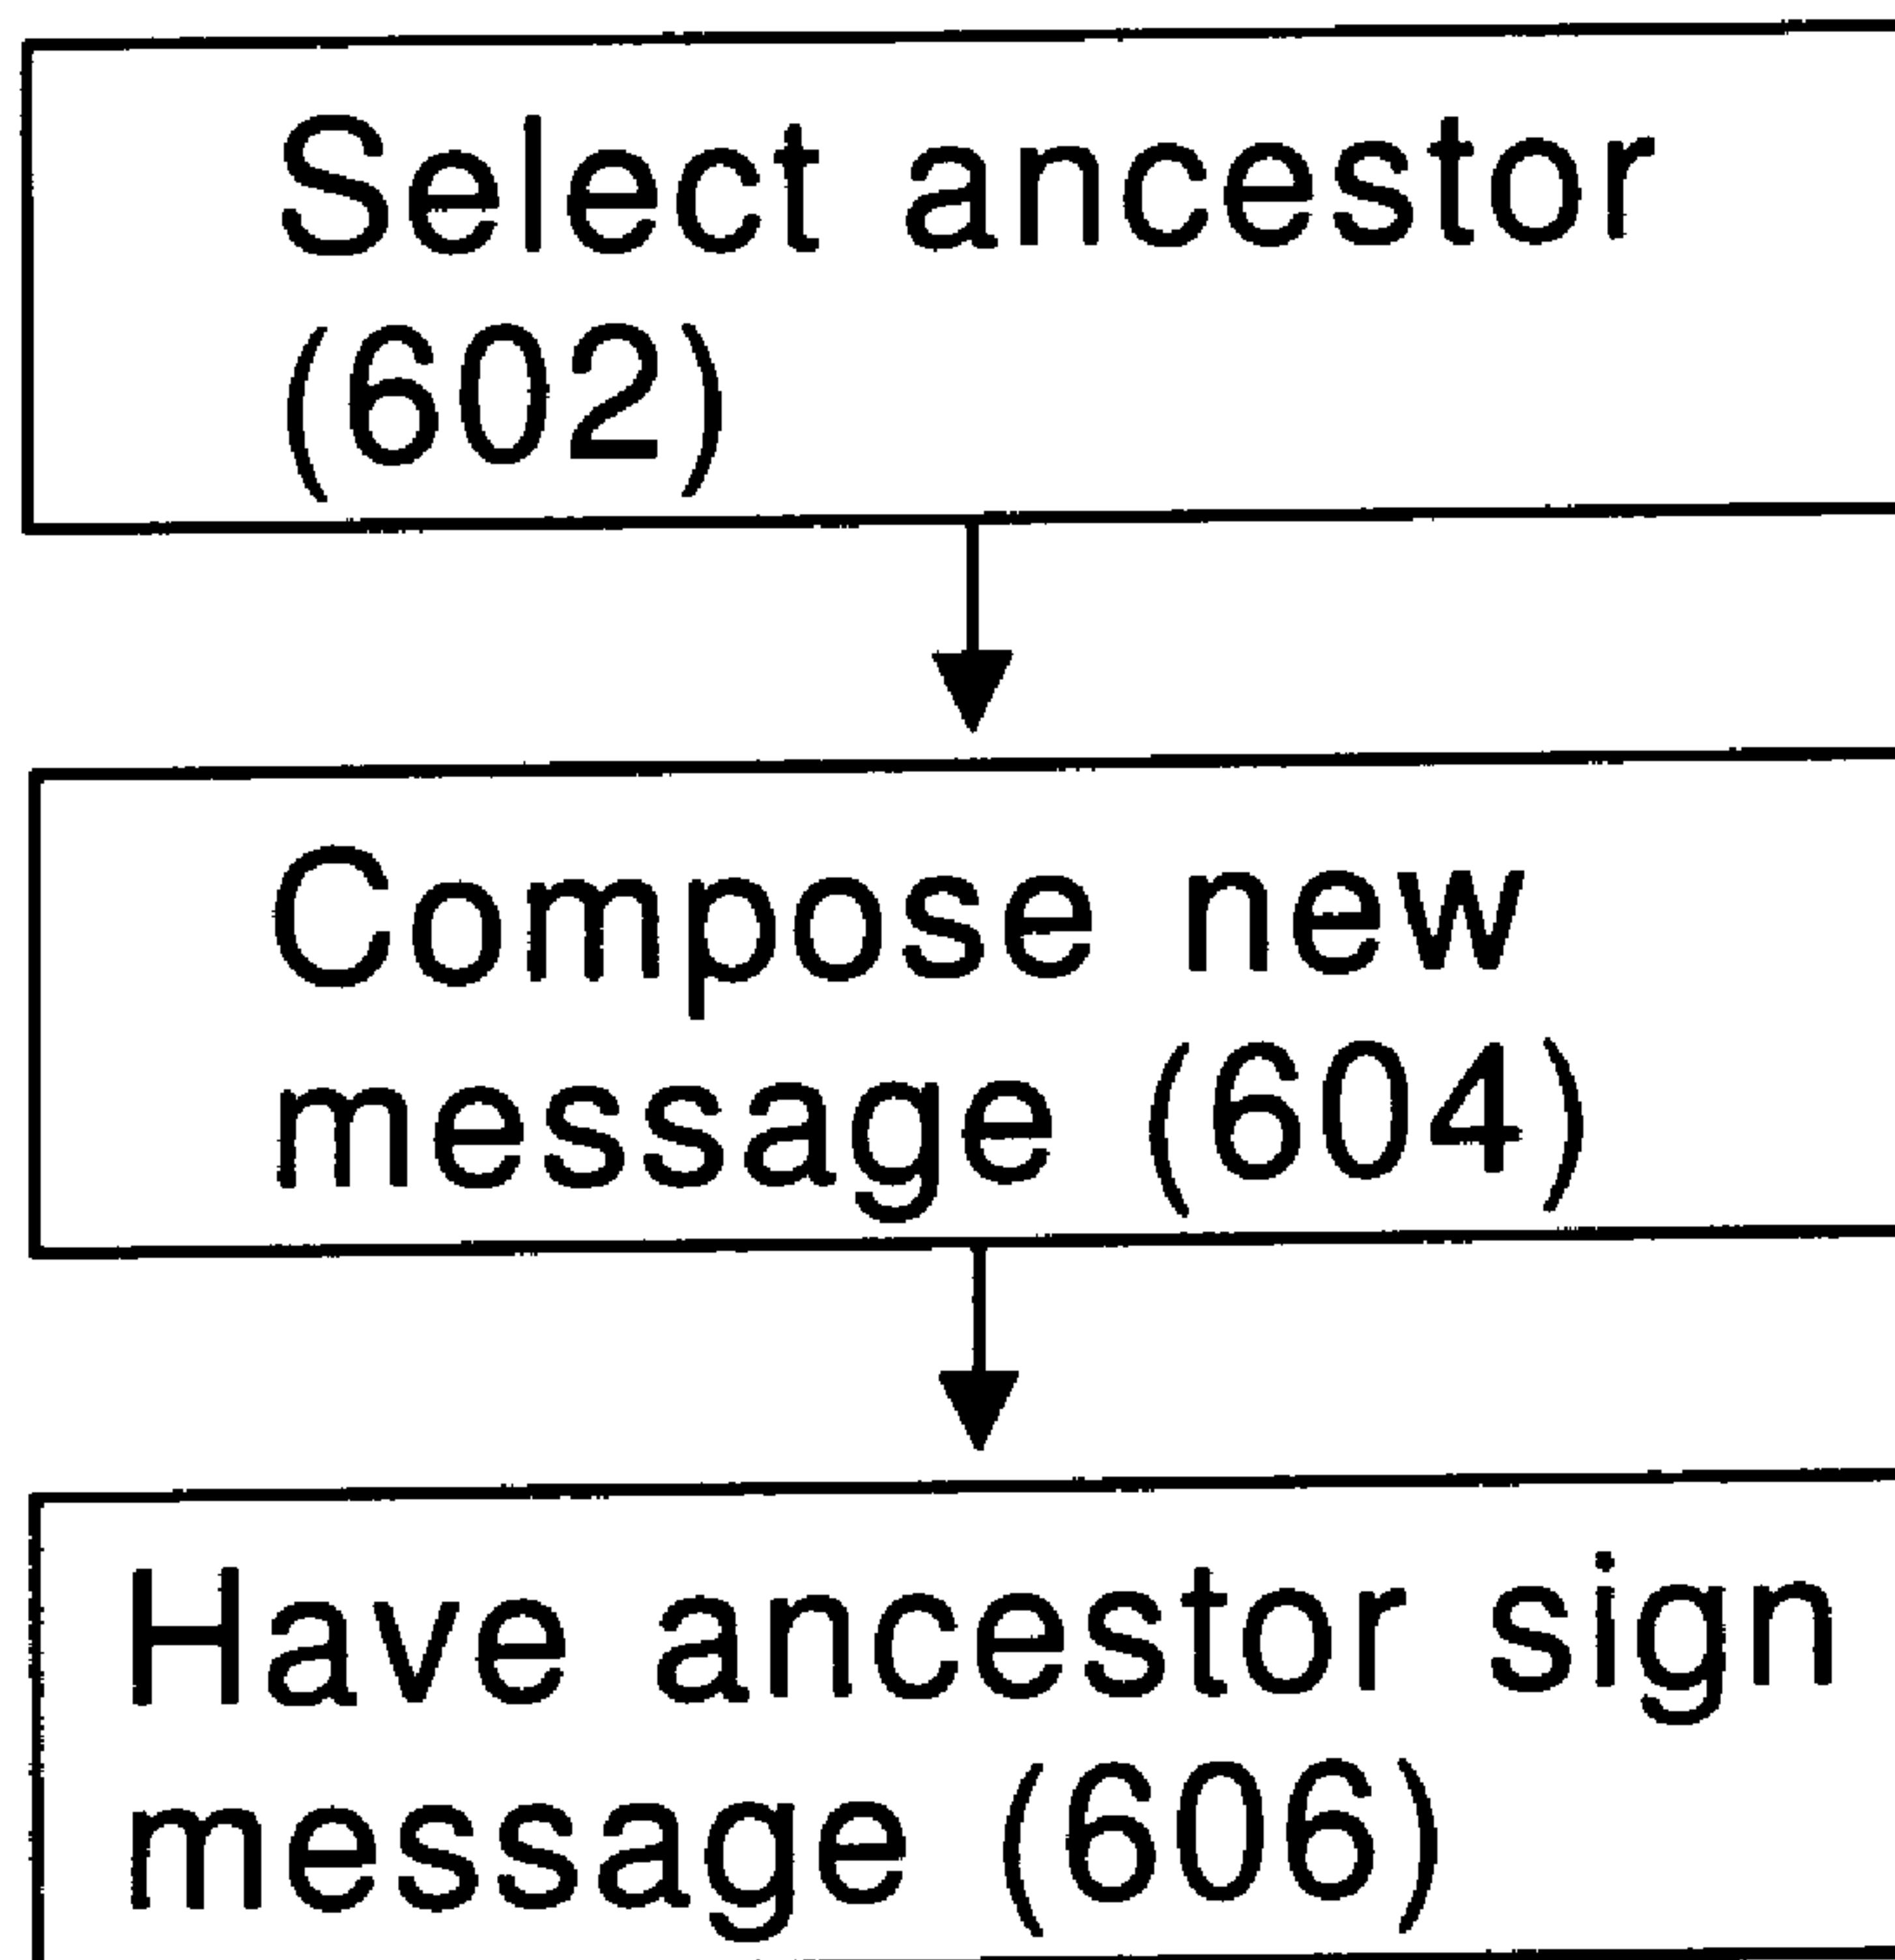 Select ancestor
(602)
Compose new
message (604)
Have ancestor sign
message (606)